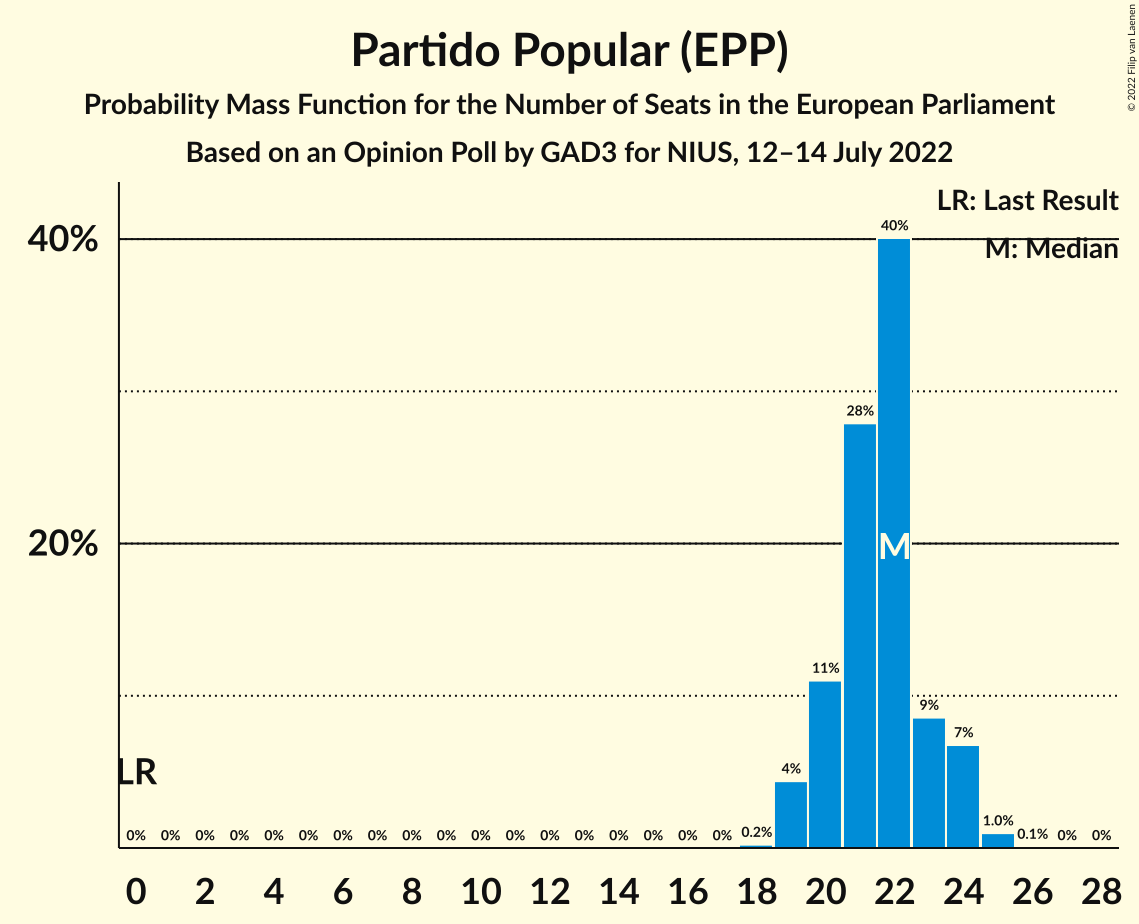 Partido Popular (EPP)
Probability Mass Function for the Number of Seats in the European Parliament
Based on an Opinion Poll by GAD3 for NIUS, 12–14 July 2022
© 2022 Filip van Laenen
LR: Last Result
M: Median
40%
20%
40%
28%
M
11%
9%
7%
4%
LR
0% 0% 0% 0% 0% 0% 0% 0% 0% 0% 0% 0% 0% 0% 0% 0% 0% 0% 0.2% 1.0% 0.1% 0% 0%
0 2 4 6 8 10 12 14 16 18 20 22 24 26 28